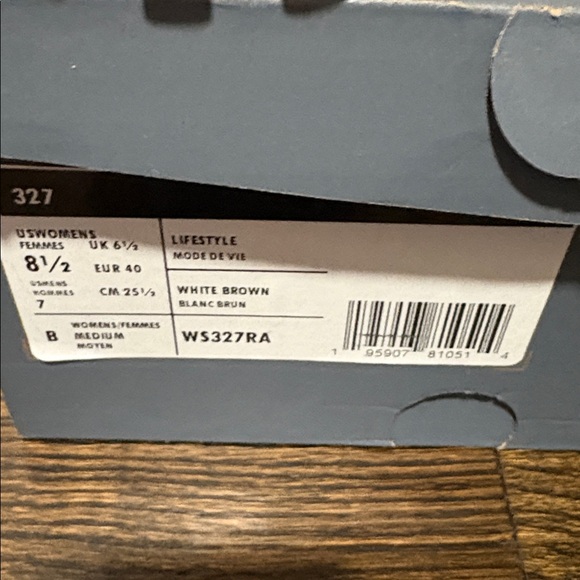 327
USWOMENS
FEMMES UK 6½
8½ EUR 40
USMENS
HOMMES CM 25½
7
WOMENS/FEMMES
B MEDIUM
MOYEN
LIFESTYLE
MODE DE VIE
WHITE BROWN
BLANC BRUN
WS327RA
1 95907 81051 4